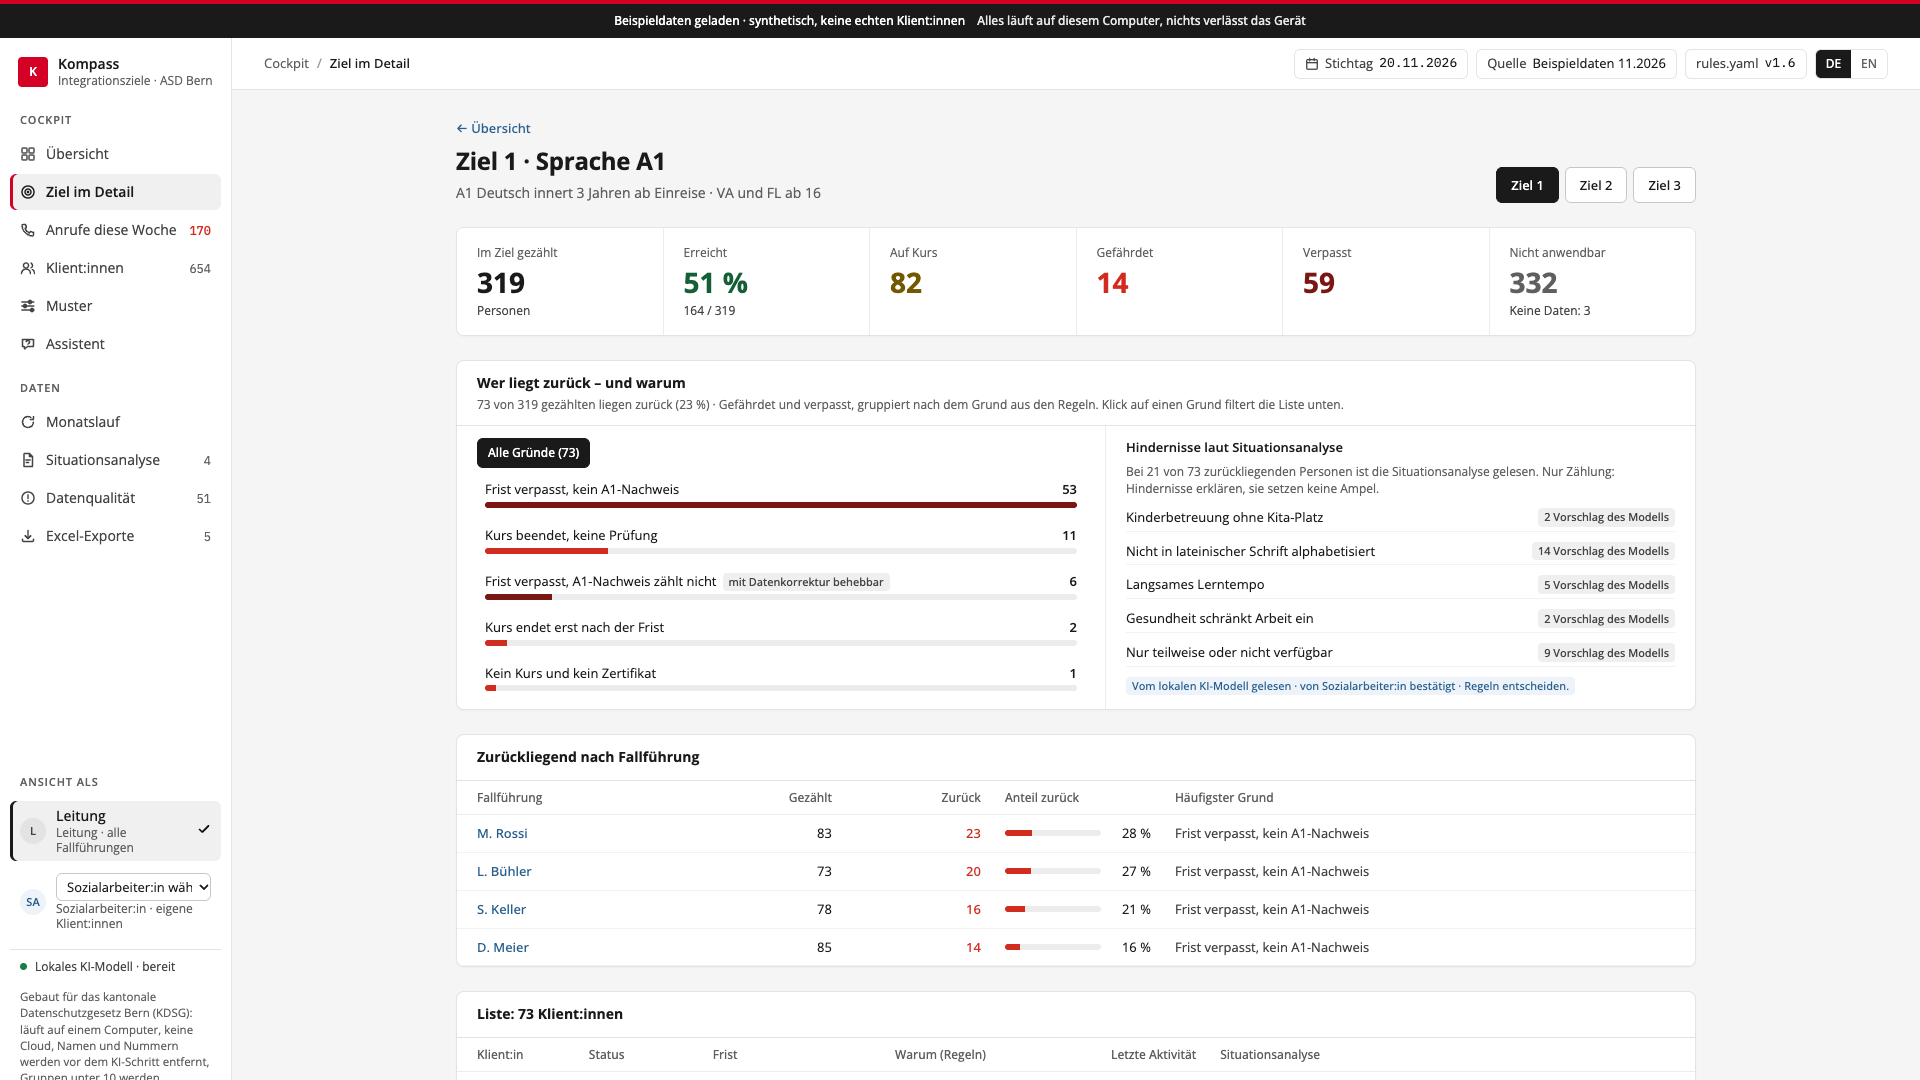 Beispieldaten geladen · synthetisch, keine echten Klient:innen Alles läuft auf diesem Computer, nichts verlässt das Gerät
K
Kompass
Integrationsziele · ASD Bern
COCKPIT
Übersicht
Ziel im Detail
Anrufe diese Woche 170
Klient:innen 654
Muster
Assistent
DATEN
Monatslauf
Situationsanalyse 4
Datenqualität 51
Excel-Exporte 5
ANSICHT ALS
L
Leitung
Leitung · alle
Fallführungen
SA
Sozialarbeiter:in wäh
Sozialarbeiter:in · eigene
Klient:innen
Lokales KI-Modell · bereit
Gebaut für das kantonale
Datenschutzgesetz Bern (KDSG):
läuft auf einem Computer, keine
Cloud, Namen und Nummern
werden vor dem KI-Schritt entfernt,
Gruppen unter 10 werden
Cockpit / Ziel im Detail
Stichtag 20.11.2026
Quelle Beispieldaten 11.2026
rules.yaml v1.6
DE EN
← Übersicht
Ziel 1 · Sprache A1
A1 Deutsch innert 3 Jahren ab Einreise · VA und FL ab 16
Ziel 1 Ziel 2 Ziel 3
Im Ziel gezählt
319
Personen
Erreicht
51 %
164 / 319
Auf Kurs
82
Gefährdet
14
Verpasst
59
Nicht anwendbar
332
Keine Daten: 3
Wer liegt zurück – und warum
73 von 319 gezählten liegen zurück (23 %) · Gefährdet und verpasst, gruppiert nach dem Grund aus den Regeln. Klick auf einen Grund filtert die Liste unten.
Alle Gründe (73)
Frist verpasst, kein A1-Nachweis 53
Kurs beendet, keine Prüfung 11
Frist verpasst, A1-Nachweis zählt nicht mit Datenkorrektur behebbar 6
Kurs endet erst nach der Frist 2
Kein Kurs und kein Zertifikat 1
Hindernisse laut Situationsanalyse
Bei 21 von 73 zurückliegenden Personen ist die Situationsanalyse gelesen. Nur Zählung:
Hindernisse erklären, sie setzen keine Ampel.
Kinderbetreuung ohne Kita-Platz 2 Vorschlag des Modells
Nicht in lateinischer Schrift alphabetisiert 14 Vorschlag des Modells
Langsames Lerntempo 5 Vorschlag des Modells
Gesundheit schränkt Arbeit ein 2 Vorschlag des Modells
Nur teilweise oder nicht verfügbar 9 Vorschlag des Modells
Vom lokalen KI-Modell gelesen · von Sozialarbeiter:in bestätigt · Regeln entscheiden.
Zurückliegend nach Fallführung
Fallführung Gezählt Zurück Anteil zurück Häufigster Grund
M. Rossi 83 23 28 % Frist verpasst, kein A1-Nachweis
L. Bühler 73 20 27 % Frist verpasst, kein A1-Nachweis
S. Keller 78 16 21 % Frist verpasst, kein A1-Nachweis
D. Meier 85 14 16 % Frist verpasst, kein A1-Nachweis
Liste: 73 Klient:innen
Klient:in Status Frist Warum (Regeln) Letzte Aktivität Situationsanalyse